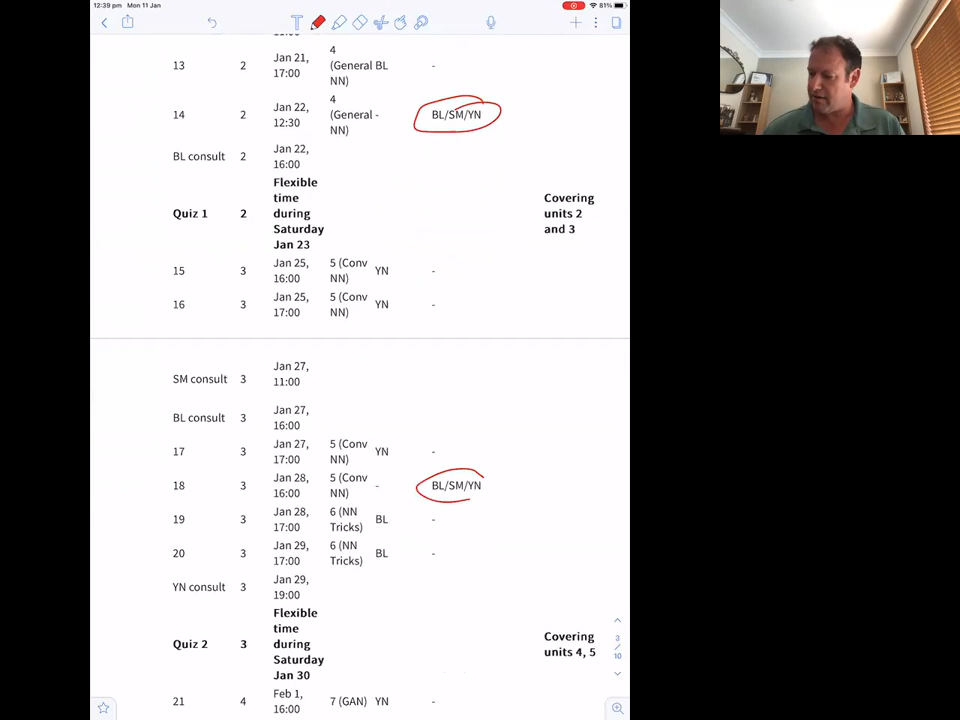 12:39 pm Mon 11 Jan 81%
11:00
13 2 Jan 21, 17:00 4 (General NN) BL -
14 2 Jan 22, 12:30 4 (General NN) - BL/SM/YN
BL consult 2 Jan 22, 16:00
Quiz 1 2 Flexible time during Saturday Jan 23 Covering units 2 and 3
15 3 Jan 25, 16:00 5 (Conv NN) YN -
16 3 Jan 25, 17:00 5 (Conv NN) YN -
SM consult 3 Jan 27, 11:00
BL consult 3 Jan 27, 16:00
17 3 Jan 27, 17:00 5 (Conv NN) YN -
18 3 Jan 28, 16:00 5 (Conv NN) - BL/SM/YN
19 3 Jan 28, 17:00 6 (NN Tricks) BL -
20 3 Jan 29, 17:00 6 (NN Tricks) BL -
YN consult 3 Jan 29, 19:00
Quiz 2 3 Flexible time during Saturday Jan 30 Covering units 4, 5
21 4 Feb 1, 16:00 7 (GAN) YN -
3 / 10